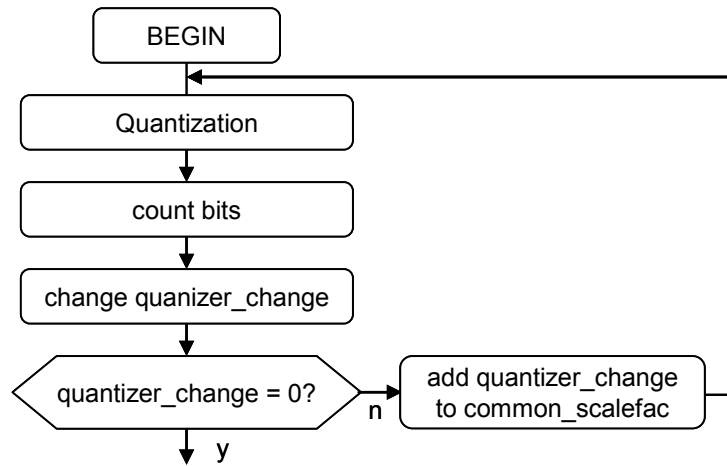 BEGIN
Quantization
count bits
change quanizer_change
quantizer_change = 0?
n
add quantizer_change
to common_scalefac
y